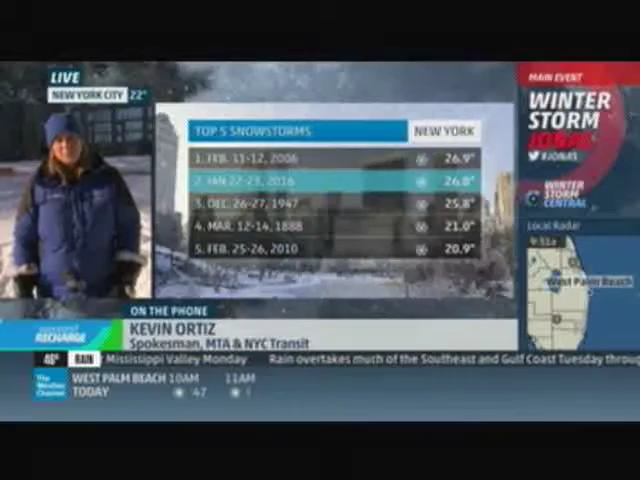 LIVE
NEW YORK CITY 22°
TOP 5 SNOWSTORMS NEW YORK
1. FEB. 11-12, 2006 26.9"
2. JAN 22-23, 2016 26.8"
3. DEC. 26-27, 1947 25.8"
4. MAR. 12-14, 1888 21.0"
5. FEB. 25-26, 2010 20.9"
MAIN EVENT
WINTER
STORM
#JONAS
WINTER
STORM
CENTRAL
Local Radar
West Palm Beach
ON THE PHONE
KEVIN ORTIZ
Spokesman, MTA & NYC Transit
RECHARGE
40° RAIN Mississippi Valley Monday Rain overtakes much of the Southeast and Gulf Coast Tuesday throu
The
Weather
Channel
WEST PALM BEACH 10AM 11AM
TODAY 47